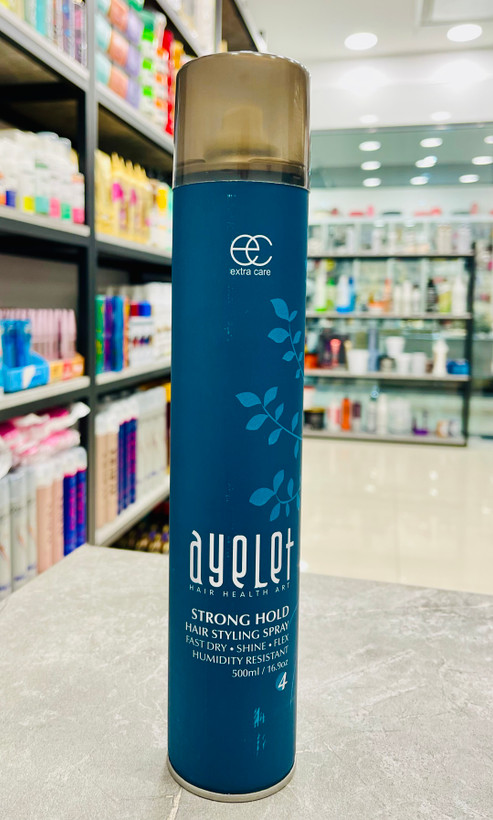 ec
extra care
ayelet
HAIR HEALTH ART
STRONG HOLD
HAIR STYLING SPRAY
FAST DRY • SHINE • FLEX
HUMIDITY RESISTANT
500ml / 16.9oz
4